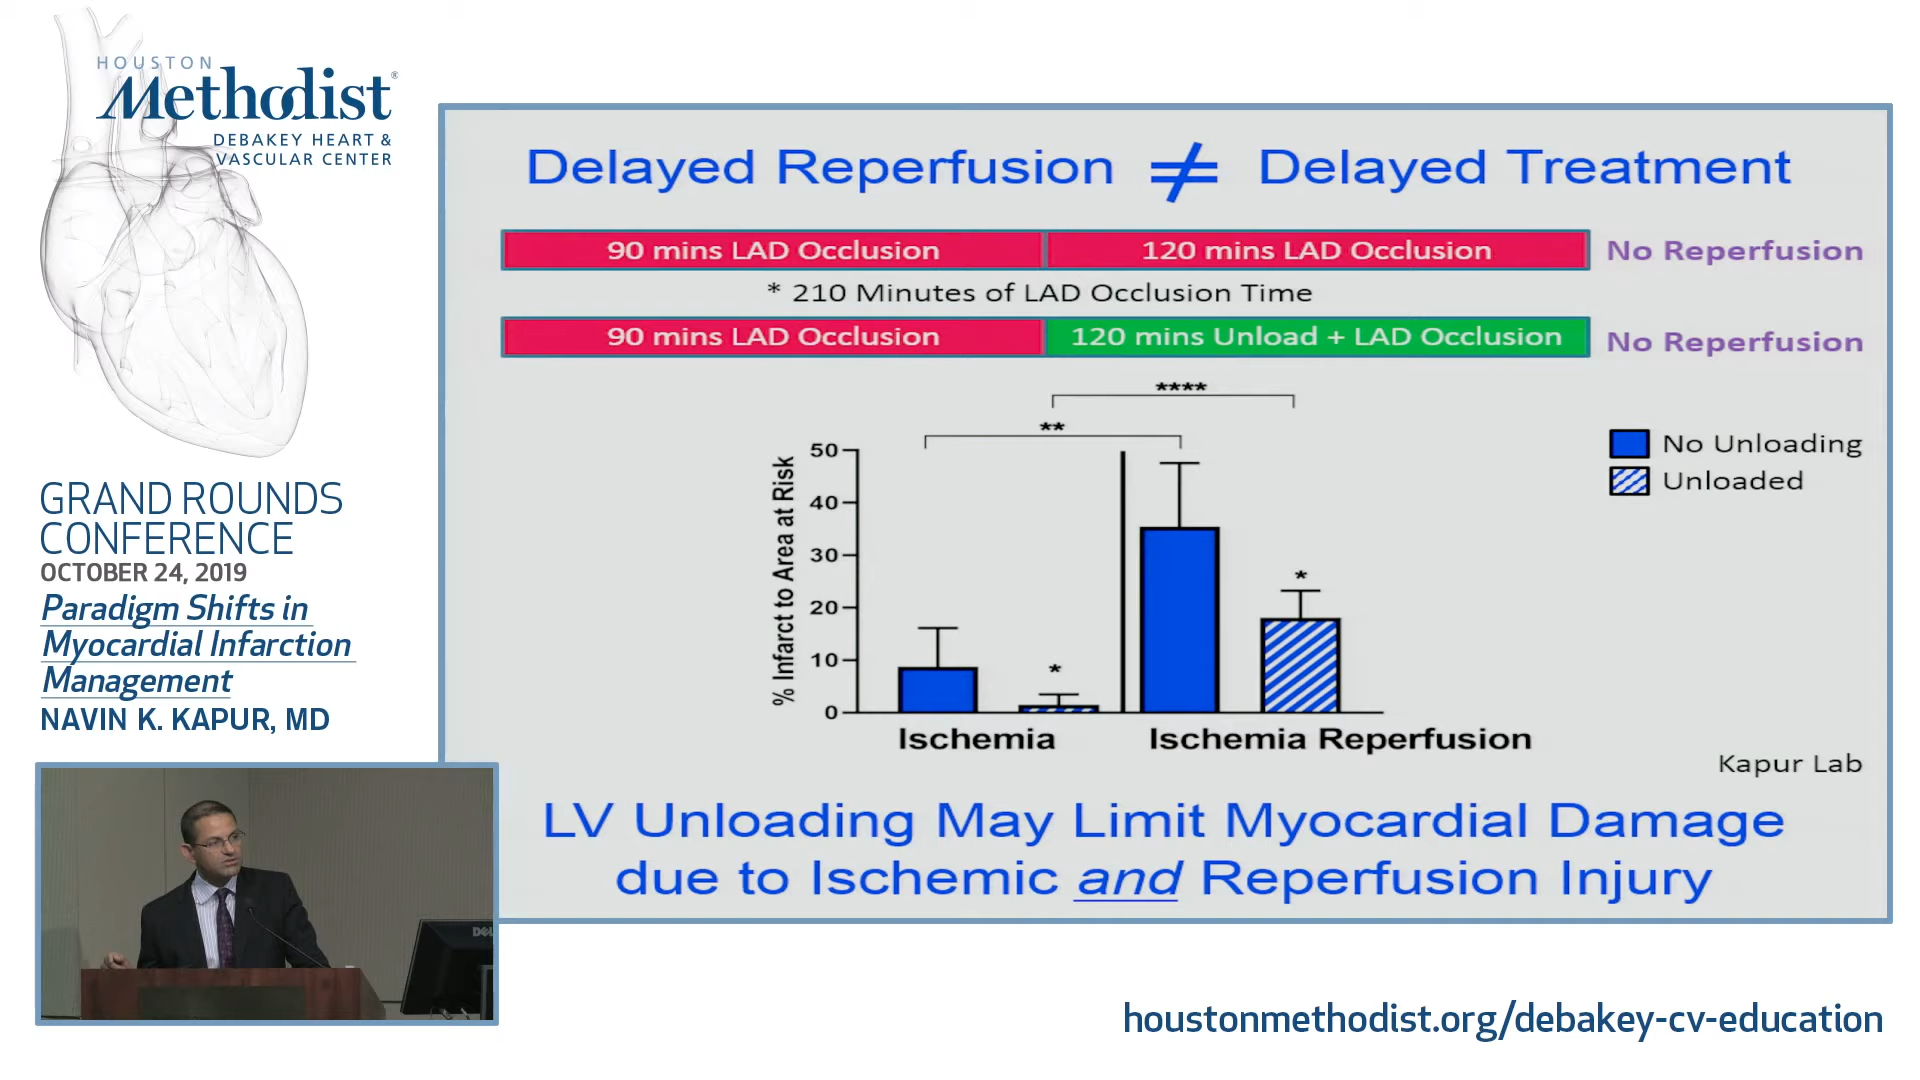 HOUSTON
Methodist®
DEBAKEY HEART &
VASCULAR CENTER
GRAND ROUNDS
CONFERENCE
OCTOBER 24, 2019
Paradigm Shifts in
Myocardial Infarction
Management
NAVIN K. KAPUR, MD
Delayed Reperfusion ≠ Delayed Treatment
90 mins LAD Occlusion 120 mins LAD Occlusion No Reperfusion
* 210 Minutes of LAD Occlusion Time
90 mins LAD Occlusion 120 mins Unload + LAD Occlusion No Reperfusion
****
**
No Unloading
Unloaded
% Infarct to Area at Risk
50
40
30
20
10
0
*
*
Ischemia Ischemia Reperfusion
Kapur Lab
LV Unloading May Limit Myocardial Damage
due to Ischemic and Reperfusion Injury
DELL
houstonmethodist.org/debakey-cv-education